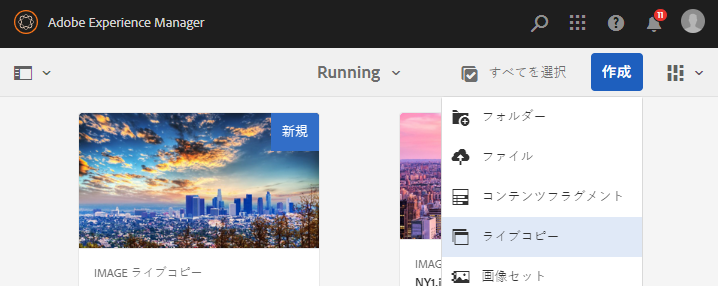 Adobe Experience Manager
11
Running
すべてを選択
作成
新規
フォルダー
ファイル
コンテンツフラグメント
ライブコピー
画像セット
IMAGE ライブコピー
IMAG
NY1.j